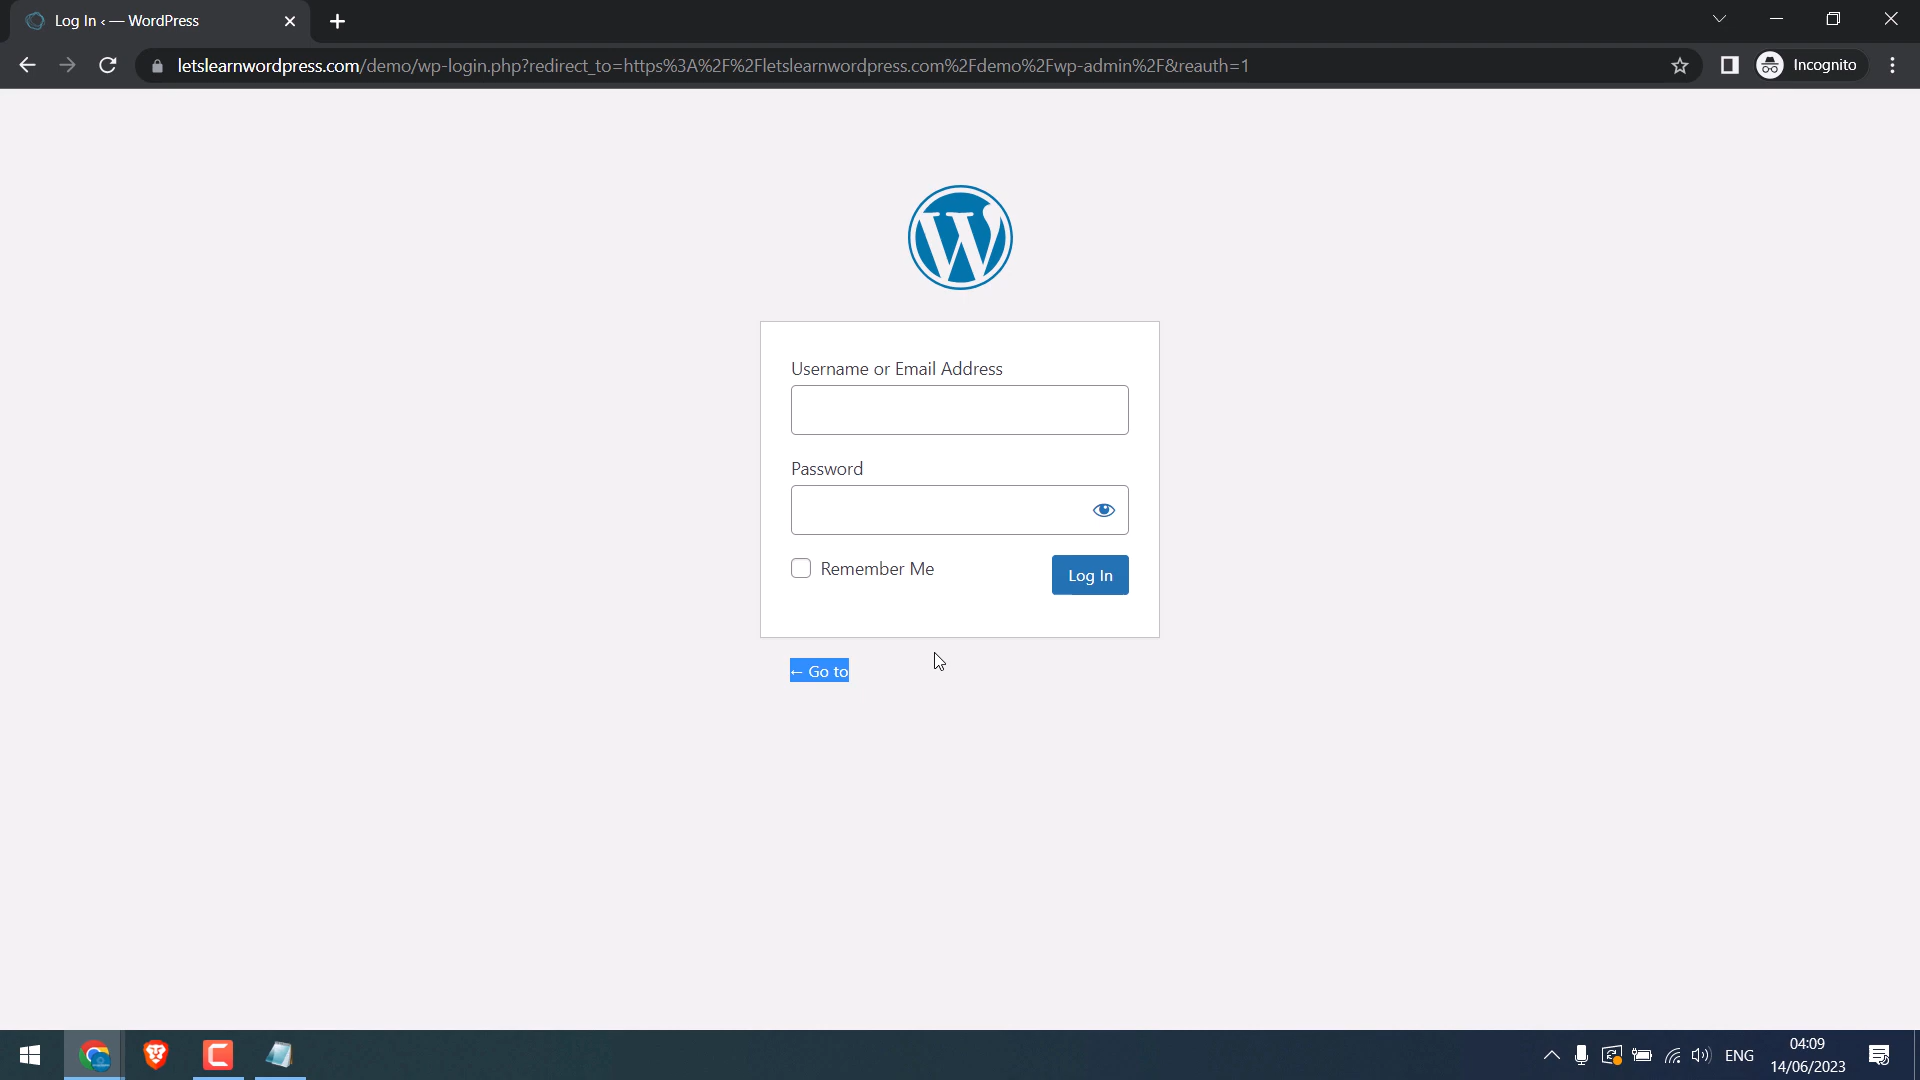 Log In ‹ — WordPress
letslearnwordpress.com/demo/wp-login.php?redirect_to=https%3A%2F%2Fletslearnwordpress.com%2Fdemo%2Fwp-admin%2F&reauth=1
Incognito
Username or Email Address
Password
Remember Me
Log In
← Go to
ENG
04:09
14/06/2023